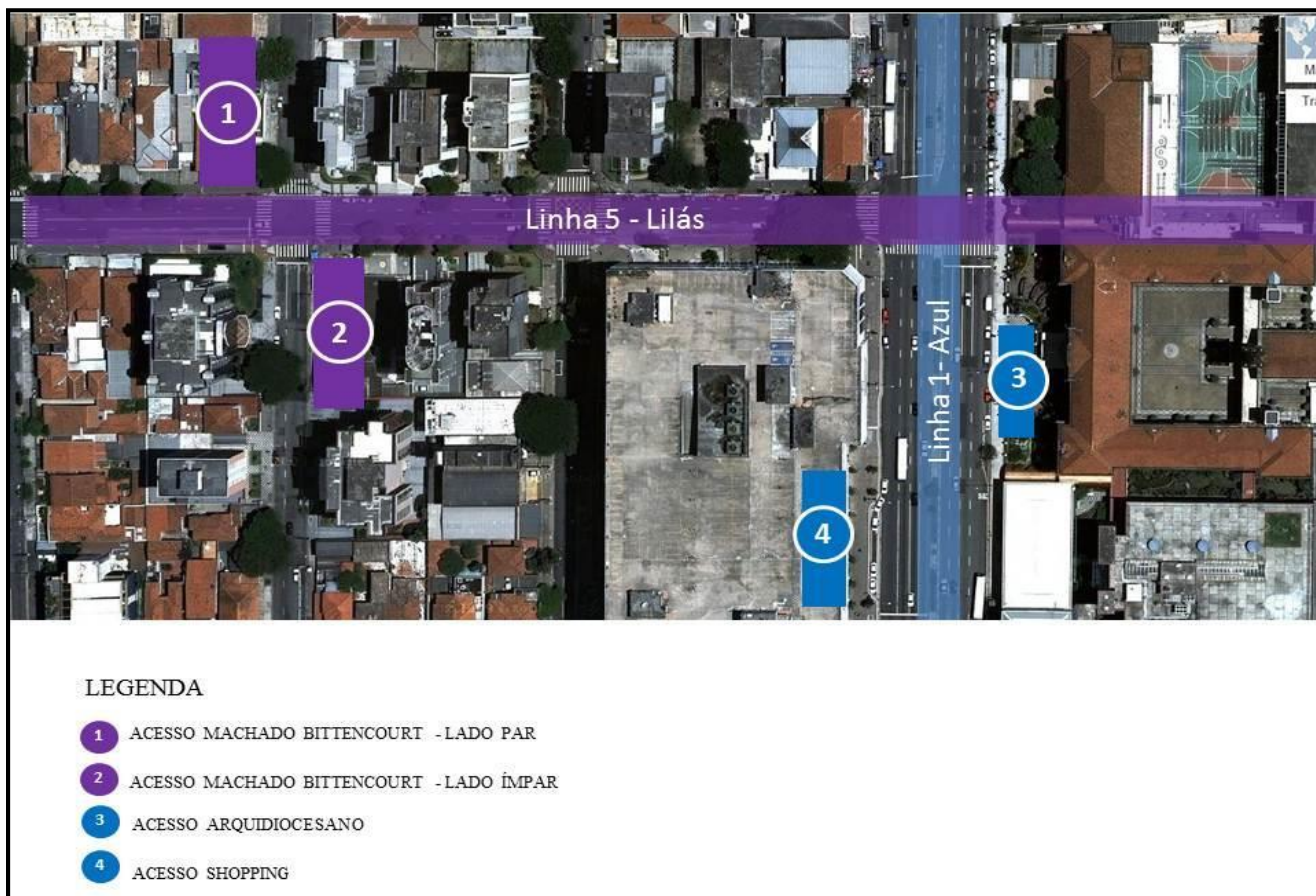 1
Linha 5 - Lilás
2
Linha 1- Azul
3
4
LEGENDA
1 ACESSO MACHADO BITTENCOURT - LADO PAR
2 ACESSO MACHADO BITTENCOURT - LADO ÍMPAR
3 ACESSO ARQUIDIOCESANO
4 ACESSO SHOPPING